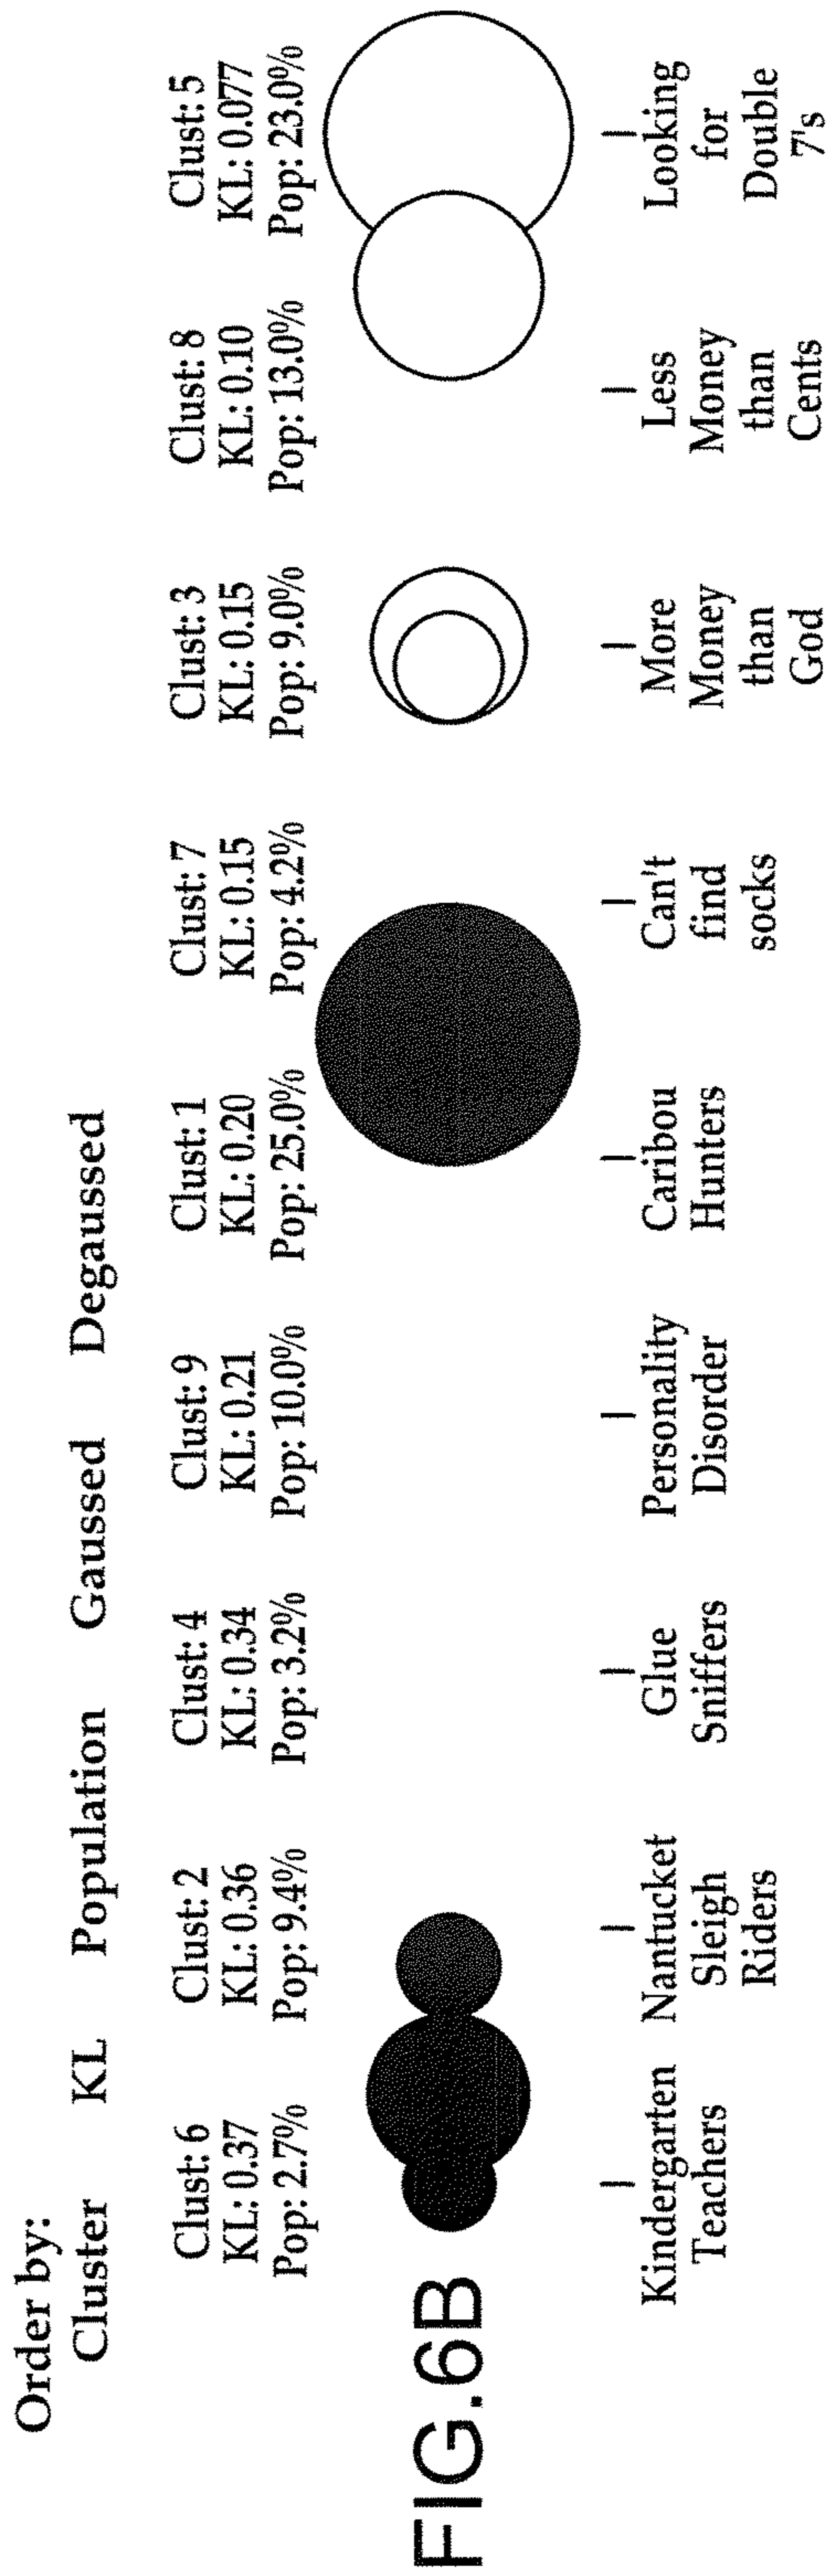 Order by:
Cluster KL Population Gaussed Degaussed
Clust: 6
KL: 0.37
Pop: 2.7%
Clust: 2
KL: 0.36
Pop: 9.4%
Clust: 4
KL: 0.34
Pop: 3.2%
Clust: 9
KL: 0.21
Pop: 10.0%
Clust: 1
KL: 0.20
Pop: 25.0%
Clust: 7
KL: 0.15
Pop: 4.2%
Clust: 3
KL: 0.15
Pop: 9.0%
Clust: 8
KL: 0.10
Pop: 13.0%
Clust: 5
KL: 0.077
Pop: 23.0%
FIG.6B
Kindergarten
Teachers
Nantucket
Sleigh
Riders
Glue
Sniffers
Personality
Disorder
Caribou
Hunters
Can't
find
socks
More
Money
than
God
Less
Money
than
Cents
Looking
for
Double
7's